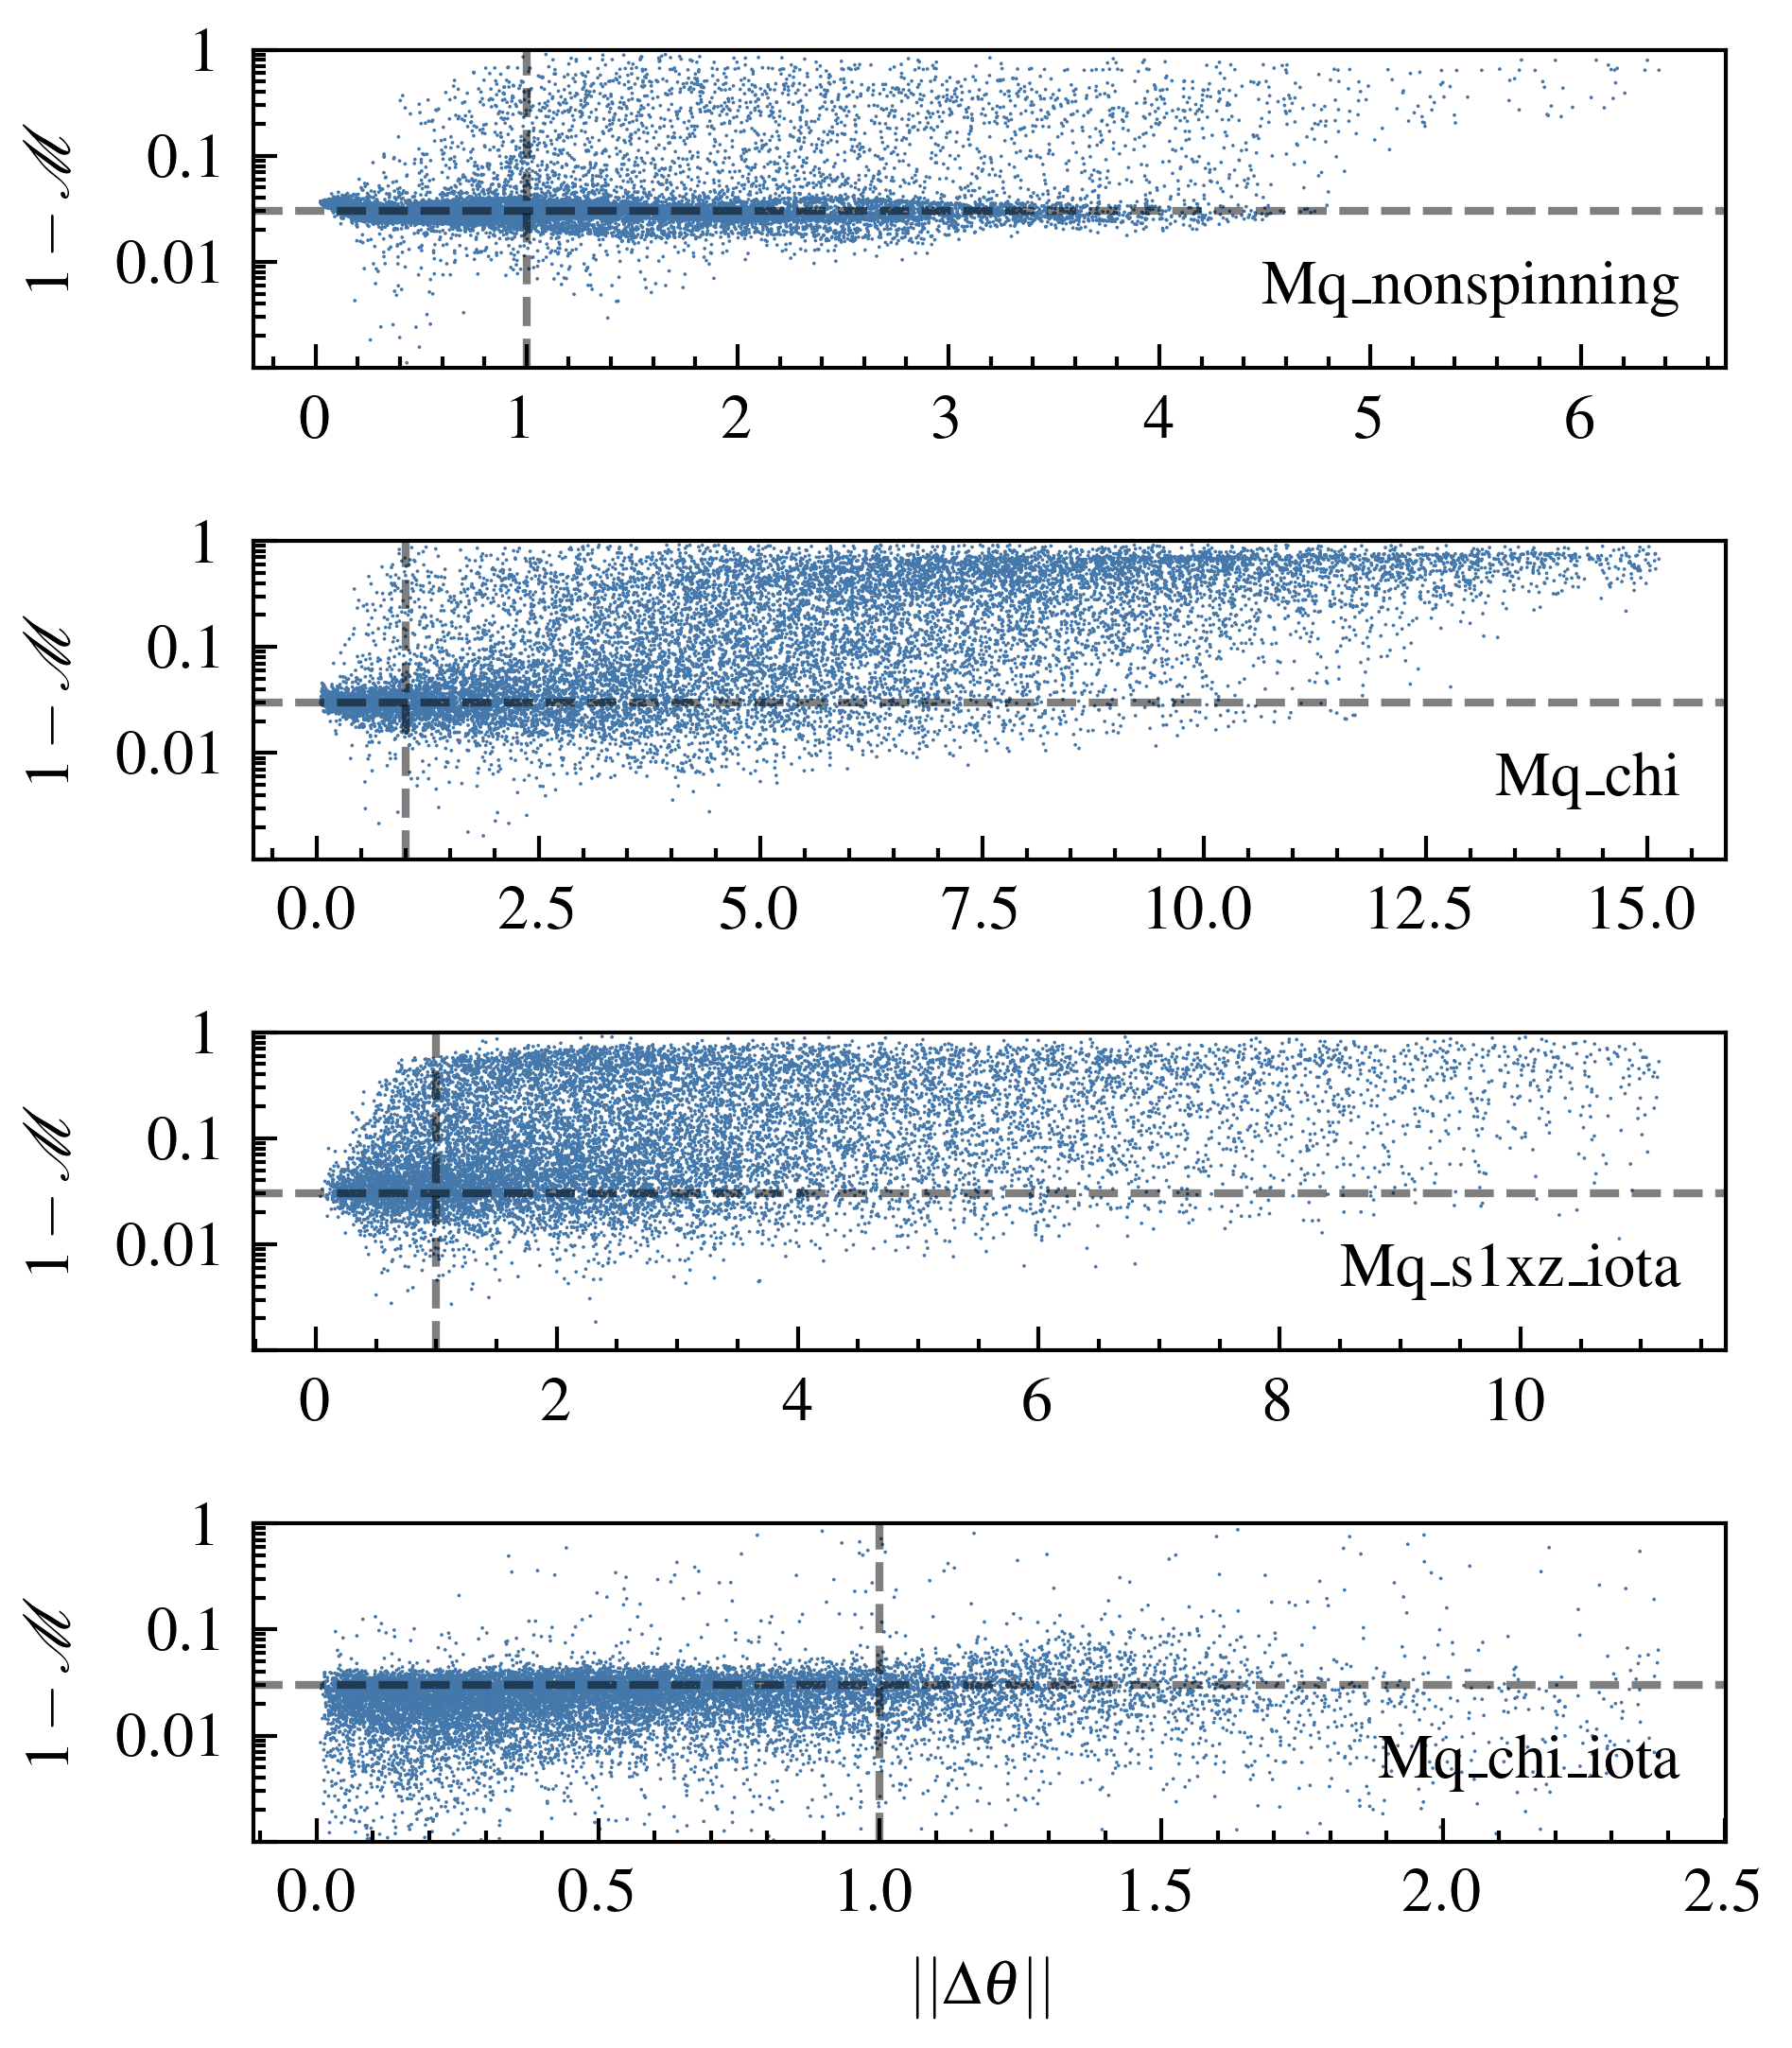 1
0.1
0.01
1 − ℳ
Mq_nonspinning
0 1 2 3 4 5 6
1
0.1
0.01
1 − ℳ
Mq_chi
0.0 2.5 5.0 7.5 10.0 12.5 15.0
1
0.1
0.01
1 − ℳ
Mq_s1xz_iota
0 2 4 6 8 10
1
0.1
0.01
1 − ℳ
Mq_chi_iota
0.0 0.5 1.0 1.5 2.0 2.5
||Δθ||